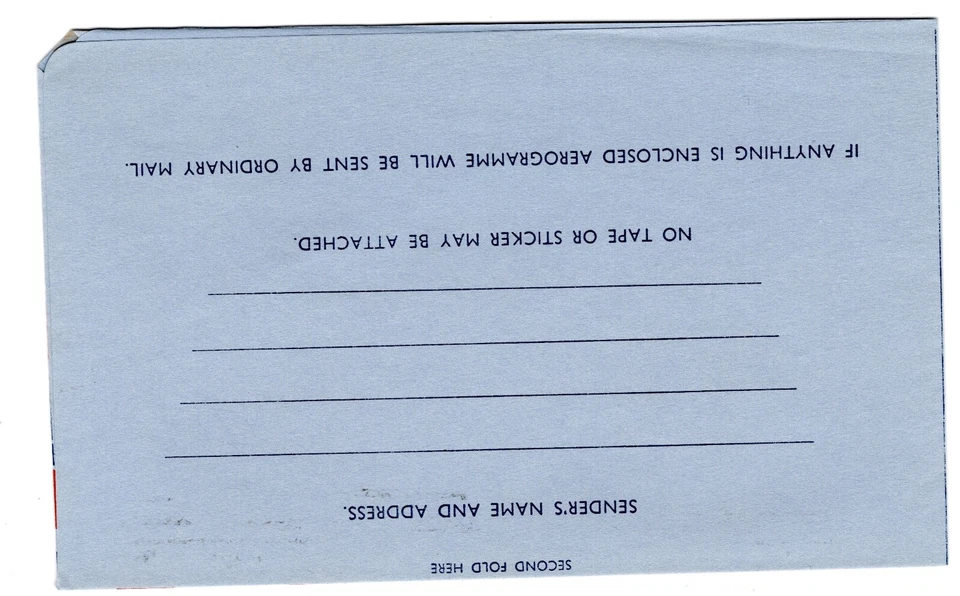 SECOND FOLD HERE
SENDER'S NAME AND ADDRESS.
NO TAPE OR STICKER MAY BE ATTACHED.
IF ANYTHING IS ENCLOSED AEROGRAMME WILL BE SENT BY ORDINARY MAIL.